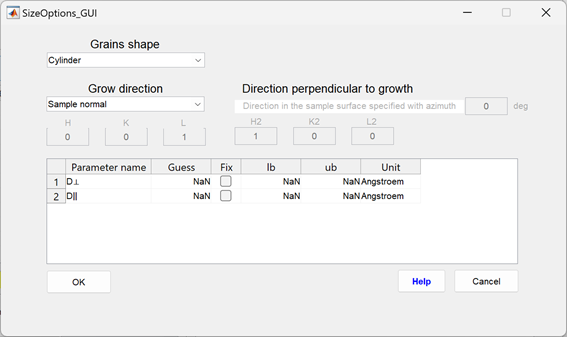 SizeOptions_GUI
Grains shape
Cylinder
Grow direction
Direction perpendicular to growth
Sample normal
Direction in the sample surface specified with azimuth
0
deg
H K L
H2 K2 L2
0 0 1
1 0 0
Parameter name Guess Fix lb ub Unit
1 D⊥ NaN NaN NaN Angstroem
2 D|| NaN NaN NaN Angstroem
OK
Help
Cancel